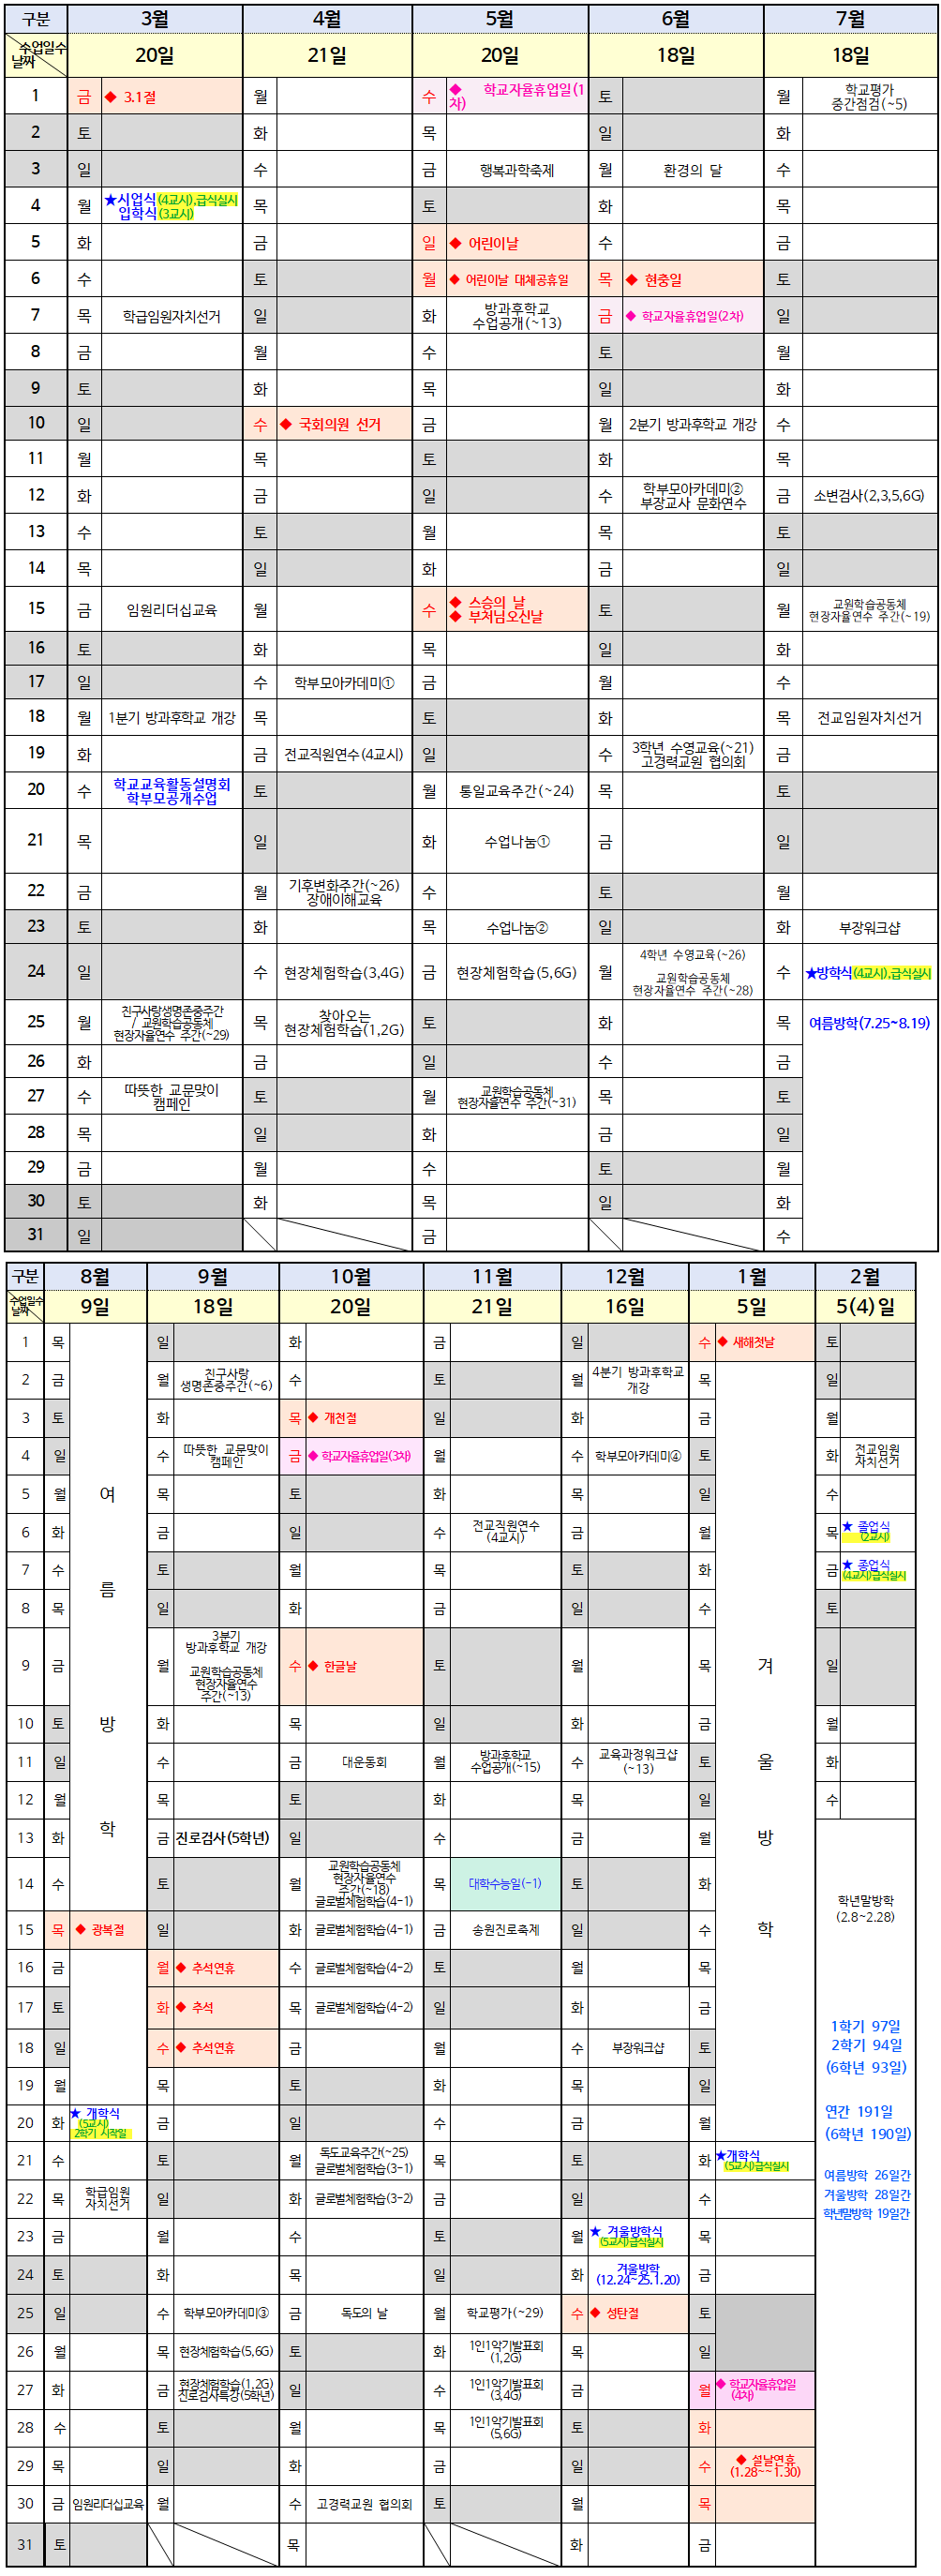 구분 3월 4월 5월 6월 7월
수업일수 날짜 20일 21일 20일 18일 18일
1 금 ◆ 3.1절 월 수 ◆ 학교자율휴업일(1차) 토 월 학교평가 중간점검(~5)
2 토 화 목 일 화
3 일 수 금 행복과학축제 월 환경의 달 수
4 월 ★시업식(4교시),급식실시 입학식(3교시) 목 토 화 목
5 화 금 일 ◆ 어린이날 수 금
6 수 토 월 ◆ 어린이날 대체공휴일 목 ◆ 현충일 토
7 목 학급임원자치선거 일 화 방과후학교 수업공개(~13) 금 ◆ 학교자율휴업일(2차) 일
8 금 월 수 토 월
9 토 화 목 일 화
10 일 수 ◆ 국회의원 선거 금 월 2분기 방과후학교 개강 수
11 월 목 토 화 목
12 화 금 일 수 학부모아카데미② 부장교사 문화연수 금 소변검사(2,3,5,6G)
13 수 토 월 목 토
14 목 일 화 금 일
15 금 임원리더십교육 월 수 ◆ 스승의 날 ◆ 부처님오신날 토 월 교원학습공동체 현장자율연수 주간(~19)
16 토 화 목 일 화
17 일 수 학부모아카데미① 금 월 수
18 월 1분기 방과후학교 개강 목 토 화 목 전교임원자치선거
19 화 금 전교직원연수(4교시) 일 수 3학년 수영교육(~21) 고경력교원 협의회 금
20 수 학교교육활동설명회 학부모공개수업 토 월 통일교육주간(~24) 목 토
21 목 일 화 수업나눔① 금 일
22 금 월 기후변화주간(~26) 장애이해교육 수 토 월
23 토 화 목 수업나눔② 일 화 부장워크샵
24 일 수 현장체험학습(3,4G) 금 현장체험학습(5,6G) 월 4학년 수영교육(~26) 교원학습공동체 현장자율연수 주간(~28) 수 ★방학식(4교시),급식실시
25 월 친구사랑생명존중주간 / 교원학습공동체 현장자율연수 주간(~29) 목 찾아오는 현장체험학습(1,2G) 토 화 목 여름방학(7.25~8.19)
26 화 금 일 수 금
27 수 따뜻한 교문맞이 캠페인 토 월 교원학습공동체 현장자율연수 주간(~31) 목 토
28 목 일 화 금 일
29 금 월 수 토 월
30 토 화 목 일 화
31 일 금 수
구분 8월 9월 10월 11월 12월 1월 2월
수업일수 날짜 9일 18일 20일 21일 16일 5일 5(4)일
1 목 일 화 금 일 수 ◆ 새해첫날 토
2 금 월 친구사랑 생명존중주간(~6) 수 토 월 4분기 방과후학교 개강 목 일
3 토 화 목 ◆ 개천절 일 화 금 월
4 일 수 따뜻한 교문맞이 캠페인 금 ◆ 학교자율휴업일(3차) 월 수 학부모아카데미④ 토 화 전교임원 자치선거
5 월 여 목 토 화 목 일 수
6 화 금 일 수 전교직원연수 (4교시) 금 월 목 ★ 졸업식 (2교시)
7 수 름 토 월 목 토 화 금 ★ 종업식 (4교시)급식실시
8 목 일 화 금 일 수 토
9 금 월 3분기 방과후학교 개강 교원학습공동체 현장자율연수 주간(~13) 수 ◆ 한글날 토 월 목 겨 일
10 토 방 화 목 일 화 금 월
11 일 수 금 대운동회 월 방과후학교 수업공개(~15) 수 교육과정워크샵 (~13) 토 울 화
12 월 목 토 화 목 일 수
13 화 학 금 진로검사(5학년) 일 수 금 월 방
14 수 토 월 교원학습공동체 현장자율연수 주간(~18) 글로벌체험학습(4-1) 목 대학수능일(-1) 토 화 학년말방학 (2.8~2.28)
15 목 ◆ 광복절 일 화 글로벌체험학습(4-1) 금 송원진로축제 일 수 학
16 금 월 ◆ 추석연휴 수 글로벌체험학습(4-2) 토 월 목
17 토 화 ◆ 추석 목 글로벌체험학습(4-2) 일 화 금 1학기 97일
18 일 수 ◆ 추석연휴 금 월 수 부장워크샵 토 2학기 94일 (6학년 93일)
19 월 목 토 화 목 일 연간 191일
20 화 ★ 개학식 (5교시) 2학기 시작일 금 일 수 금 월 (6학년 190일)
21 수 토 월 독도교육주간(~25) 글로벌체험학습(3-1) 목 토 화 ★개학식 (5교시)급식실시 여름방학 26일간
22 목 학급임원 자치선거 일 화 글로벌체험학습(3-2) 금 일 수 겨울방학 28일간 학년말방학 19일간
23 금 월 수 토 월 ★ 겨울방학식 (5교시)급식실시 목
24 토 화 목 일 화 겨울방학 (12.24~25.1.20) 금
25 일 수 학부모아카데미③ 금 독도의 날 월 학교평가(~29) 수 ◆ 성탄절 토
26 월 목 현장체험학습(5,6G) 토 화 1인1악기발표회 (1,2G) 목 일
27 화 금 현장체험학습(1,2G) 진로검사특강(5학년) 일 수 1인1악기발표회 (3,4G) 금 월 ◆ 학교자율휴업일 (4차)
28 수 토 월 목 1인1악기발표회 (5,6G) 토 화
29 목 일 화 금 일 수 ◆ 설날연휴 (1.28~~1.30)
30 금 임원리더십교육 월 수 고경력교원 협의회 토 월 목
31 토 목 화 금